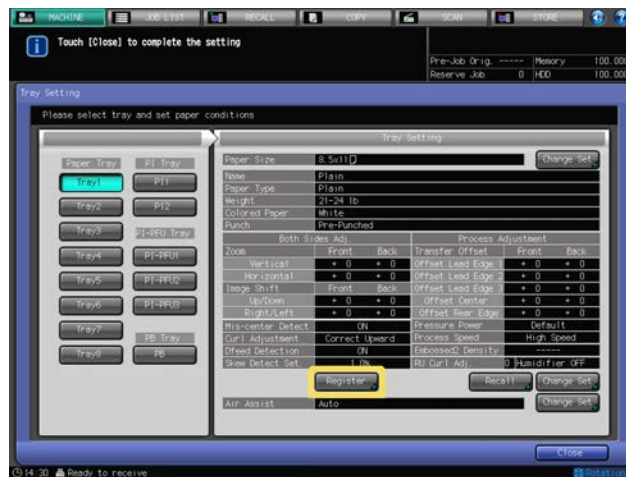 MACHINE JOB LIST RECALL COPY SCAN STORE
Touch [Close] to complete the setting
Pre-Job Orig. ----- Memory 100.000
Reserve Job 0 HDD 100.000
Tray Setting
Please select tray and set paper conditions
Tray Setting
Paper Tray PI Tray
Tray1 PI1
Tray2 PI2
Tray3 PI-PFU Tray
Tray4 PI-PFU1
Tray5 PI-PFU2
Tray6 PI-PFU3
Tray7 PB Tray
Tray8 PB
Paper Size 8.5x11 Change Set
Name Plain
Paper Type Plain
Weight 21-24 lb
Colored Paper White
Punch Pre-Punched
Both Sides Adj. Process Adjustment
Zoom Front Back Transfer Offset Front Back
Vertical + 0 + 0 Offset Lead Edge 1 + 0 + 0
Horizontal + 0 + 0 Offset Lead Edge 2 + 0 + 0
Image Shift Front Back Offset Lead Edge 3 + 0 + 0
Up/Down + 0 + 0 Offset Center + 0 + 0
Right/Left + 0 + 0 Offset Rear Edge + 0 + 0
Mis-center Detect ON Pressure Power Default
Curl Adjustment Correct Upward Process Speed High Speed
Dfeed Detection ON Embossed2 Density -----
Skew Detect Set. 1.0% RU Curl Adj. 0 Humidifier OFF
Register Recall Change Set
Air Assist Auto Change Set
Close
14:30 Ready to receive Rotation